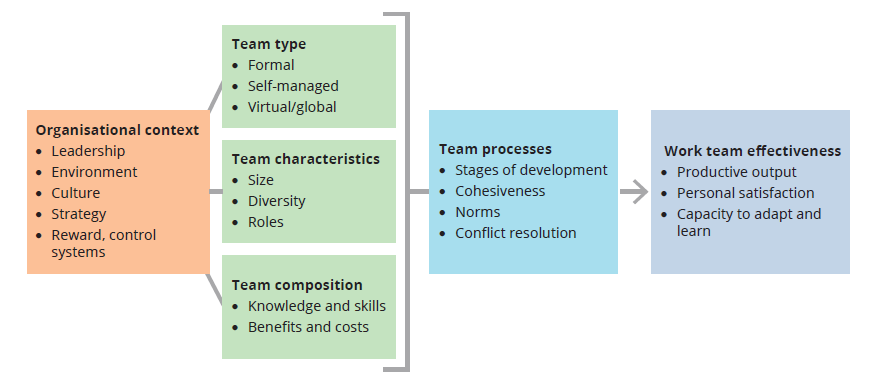 Organisational context
• Leadership
• Environment
• Culture
• Strategy
• Reward, control
systems
Team type
• Formal
• Self-managed
• Virtual/global
Team characteristics
• Size
• Diversity
• Roles
Team composition
• Knowledge and skills
• Benefits and costs
Team processes
• Stages of development
• Cohesiveness
• Norms
• Conflict resolution
Work team effectiveness
• Productive output
• Personal satisfaction
• Capacity to adapt and
learn